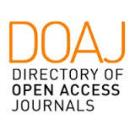 DOAJ
DIRECTORY OF
OPEN ACCESS
JOURNALS